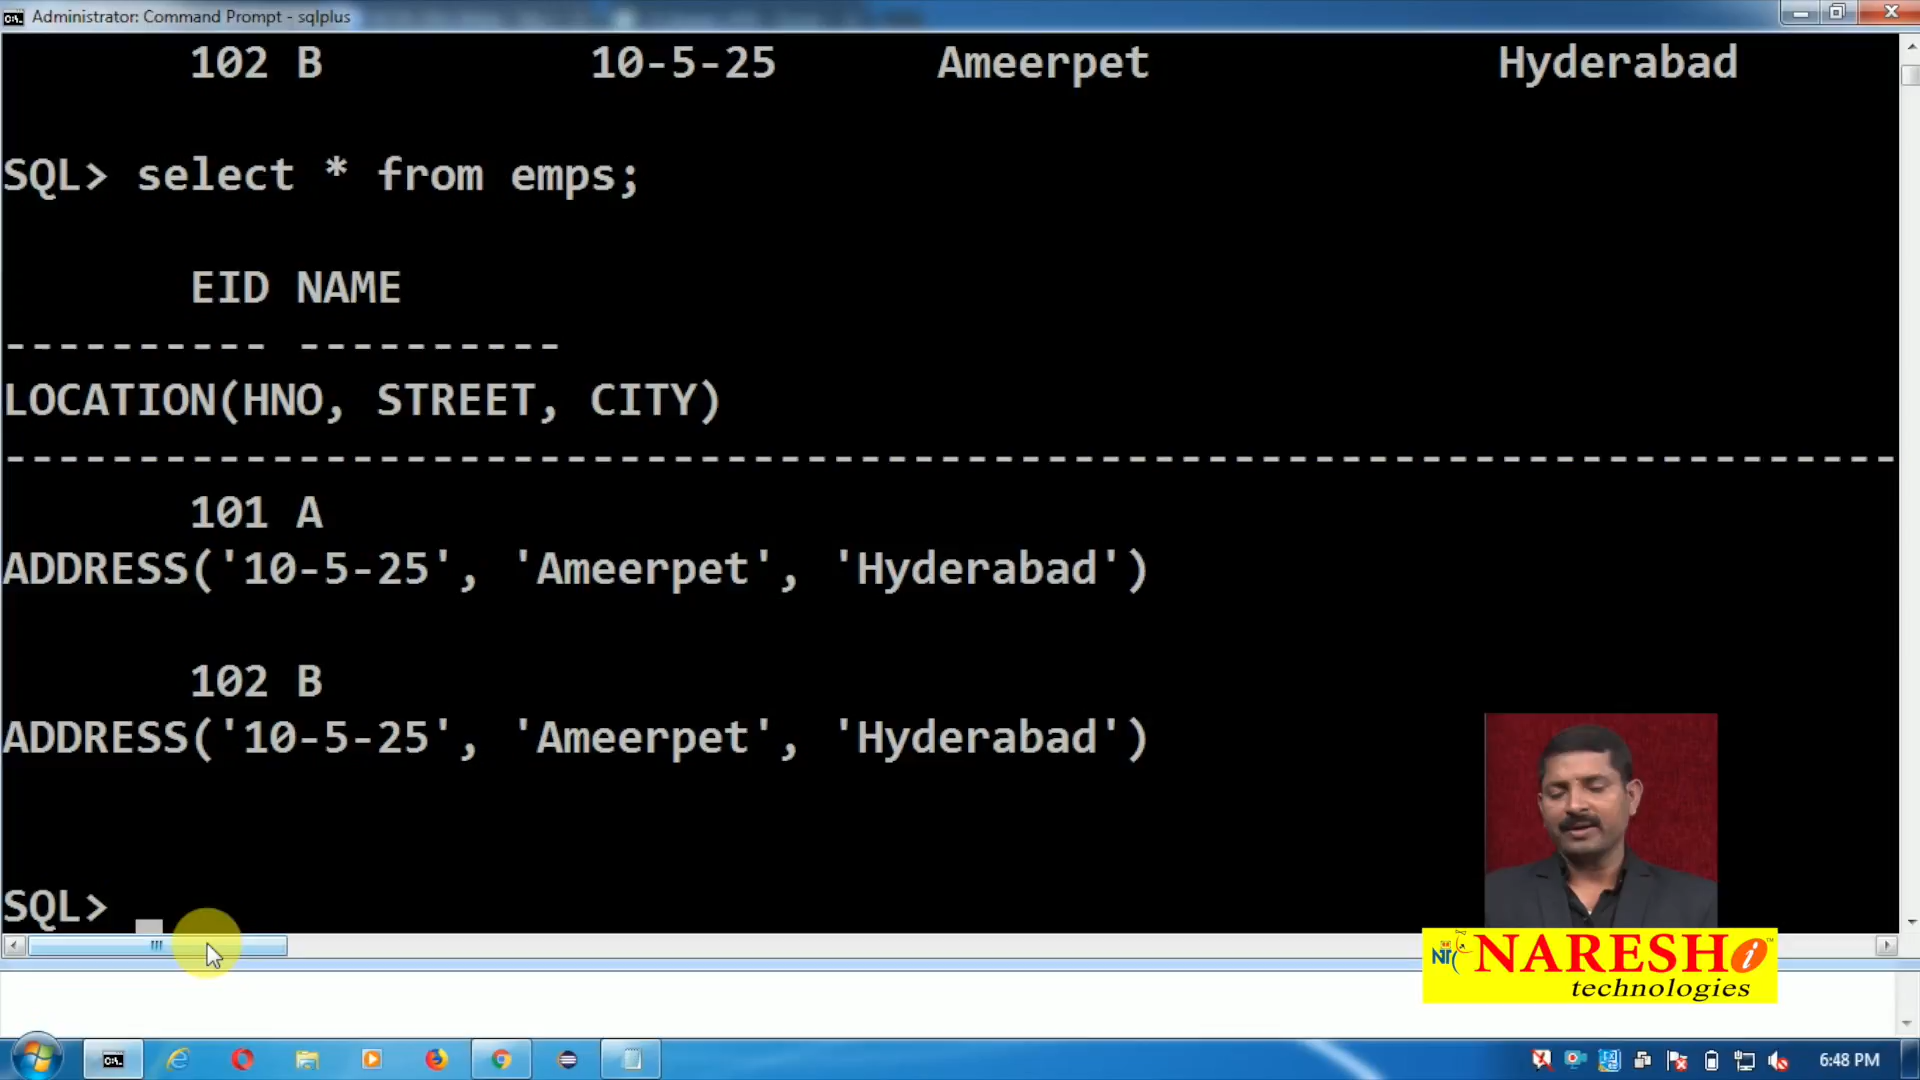 Administrator: Command Prompt - sqlplus
102 B 10-5-25 Ameerpet Hyderabad
SQL> select * from emps;
EID NAME
---------- ----------
LOCATION(HNO, STREET, CITY)
-----------------------------------------------------------------------
101 A
ADDRESS('10-5-25', 'Ameerpet', 'Hyderabad')
102 B
ADDRESS('10-5-25', 'Ameerpet', 'Hyderabad')
SQL>
NARESH i
technologies
6:48 PM